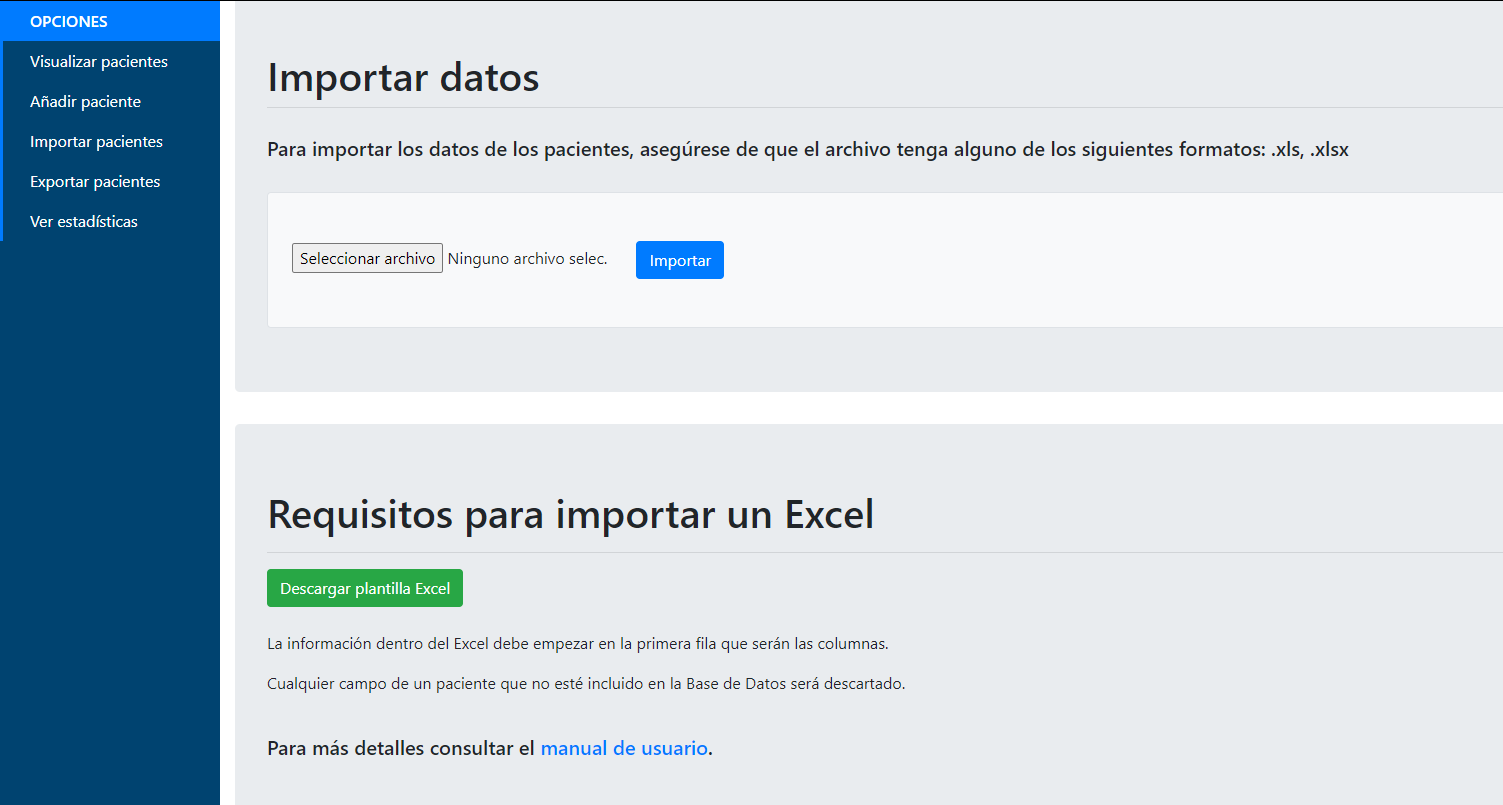 OPCIONES
Visualizar pacientes
Añadir paciente
Importar pacientes
Exportar pacientes
Ver estadísticas
Importar datos
Para importar los datos de los pacientes, asegúrese de que el archivo tenga alguno de los siguientes formatos: .xls, .xlsx
Seleccionar archivo Ninguno archivo selec. Importar
Requisitos para importar un Excel
Descargar plantilla Excel
La información dentro del Excel debe empezar en la primera fila que serán las columnas.
Cualquier campo de un paciente que no esté incluido en la Base de Datos será descartado.
Para más detalles consultar el manual de usuario.